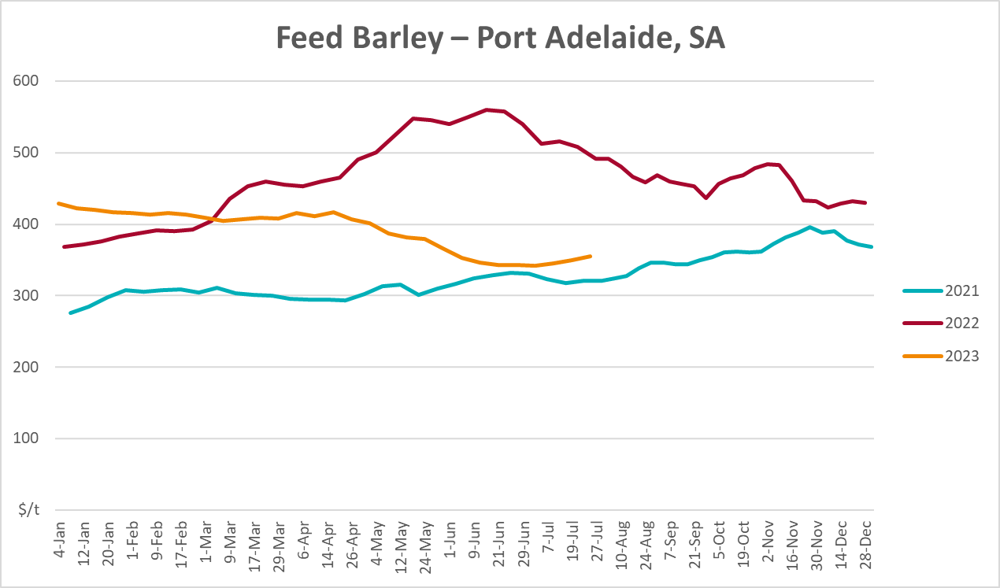 Feed Barley – Port Adelaide, SA
600
500
400
300
200
100
$/t
2021
2022
2023
4-Jan
12-Jan
20-Jan
1-Feb
9-Feb
17-Feb
1-Mar
9-Mar
17-Mar
29-Mar
6-Apr
14-Apr
26-Apr
4-May
12-May
24-May
1-Jun
9-Jun
21-Jun
29-Jun
7-Jul
19-Jul
27-Jul
10-Aug
24-Aug
7-Sep
21-Sep
5-Oct
19-Oct
2-Nov
16-Nov
30-Nov
14-Dec
28-Dec